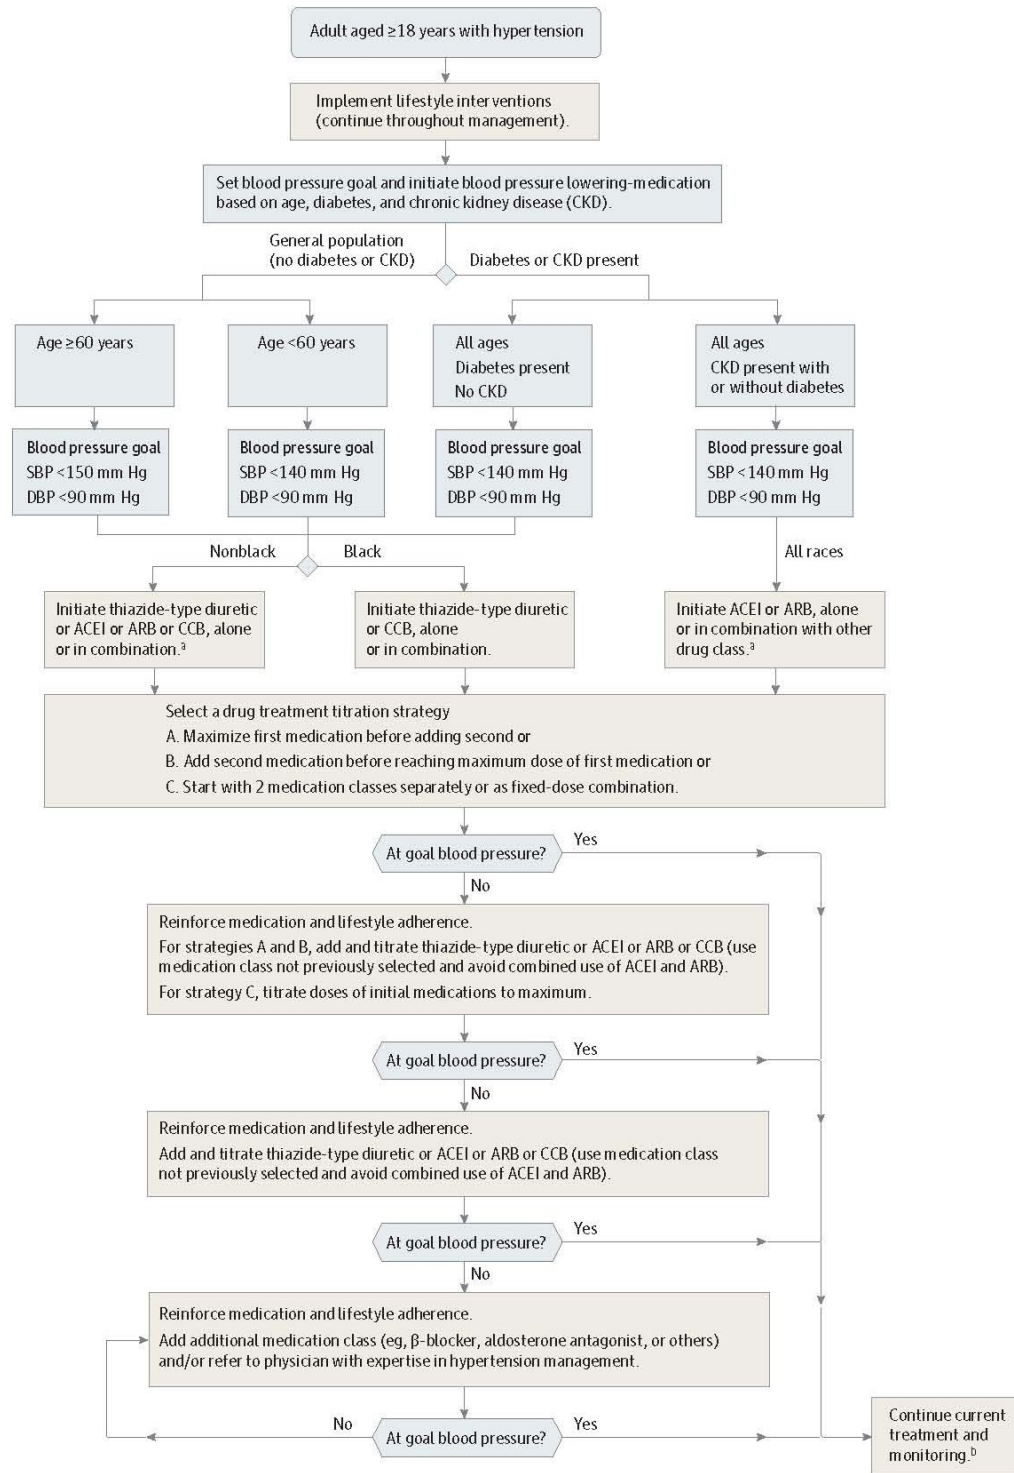 Adult aged ≥18 years with hypertension
Implement lifestyle interventions
(continue throughout management).
Set blood pressure goal and initiate blood pressure lowering-medication
based on age, diabetes, and chronic kidney disease (CKD).
General population
(no diabetes or CKD)
Diabetes or CKD present
Age ≥60 years
Age <60 years
All ages
Diabetes present
No CKD
All ages
CKD present with
or without diabetes
Blood pressure goal
SBP <150 mm Hg
DBP <90 mm Hg
Blood pressure goal
SBP <140 mm Hg
DBP <90 mm Hg
Blood pressure goal
SBP <140 mm Hg
DBP <90 mm Hg
Blood pressure goal
SBP <140 mm Hg
DBP <90 mm Hg
Nonblack
Black
All races
Initiate thiazide-type diuretic
or ACEI or ARB or CCB, alone
or in combination.ª
Initiate thiazide-type diuretic
or CCB, alone
or in combination.
Initiate ACEI or ARB, alone
or in combination with other
drug class.ª
Select a drug treatment titration strategy
A. Maximize first medication before adding second or
B. Add second medication before reaching maximum dose of first medication or
C. Start with 2 medication classes separately or as fixed-dose combination.
At goal blood pressure?
Yes
No
Reinforce medication and lifestyle adherence.
For strategies A and B, add and titrate thiazide-type diuretic or ACEI or ARB or CCB (use
medication class not previously selected and avoid combined use of ACEI and ARB).
For strategy C, titrate doses of initial medications to maximum.
At goal blood pressure?
Yes
No
Reinforce medication and lifestyle adherence.
Add and titrate thiazide-type diuretic or ACEI or ARB or CCB (use medication class
not previously selected and avoid combined use of ACEI and ARB).
At goal blood pressure?
Yes
No
Reinforce medication and lifestyle adherence.
Add additional medication class (eg, β-blocker, aldosterone antagonist, or others)
and/or refer to physician with expertise in hypertension management.
No
At goal blood pressure?
Yes
Continue current
treatment and
monitoring.ᵇ